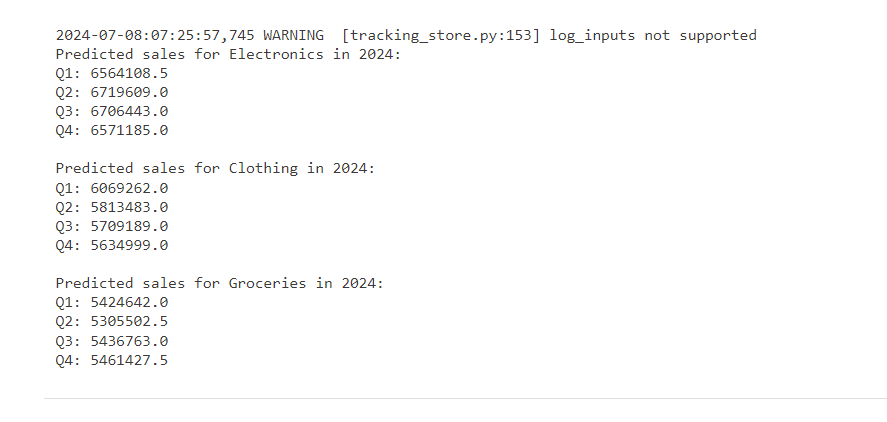 2024-07-08:07:25:57,745 WARNING  [tracking_store.py:153] log_inputs not supported
Predicted sales for Electronics in 2024:
Q1: 6564108.5
Q2: 6719609.0
Q3: 6706443.0
Q4: 6571185.0
Predicted sales for Clothing in 2024:
Q1: 6069262.0
Q2: 5813483.0
Q3: 5709189.0
Q4: 5634999.0
Predicted sales for Groceries in 2024:
Q1: 5424642.0
Q2: 5305502.5
Q3: 5436763.0
Q4: 5461427.5